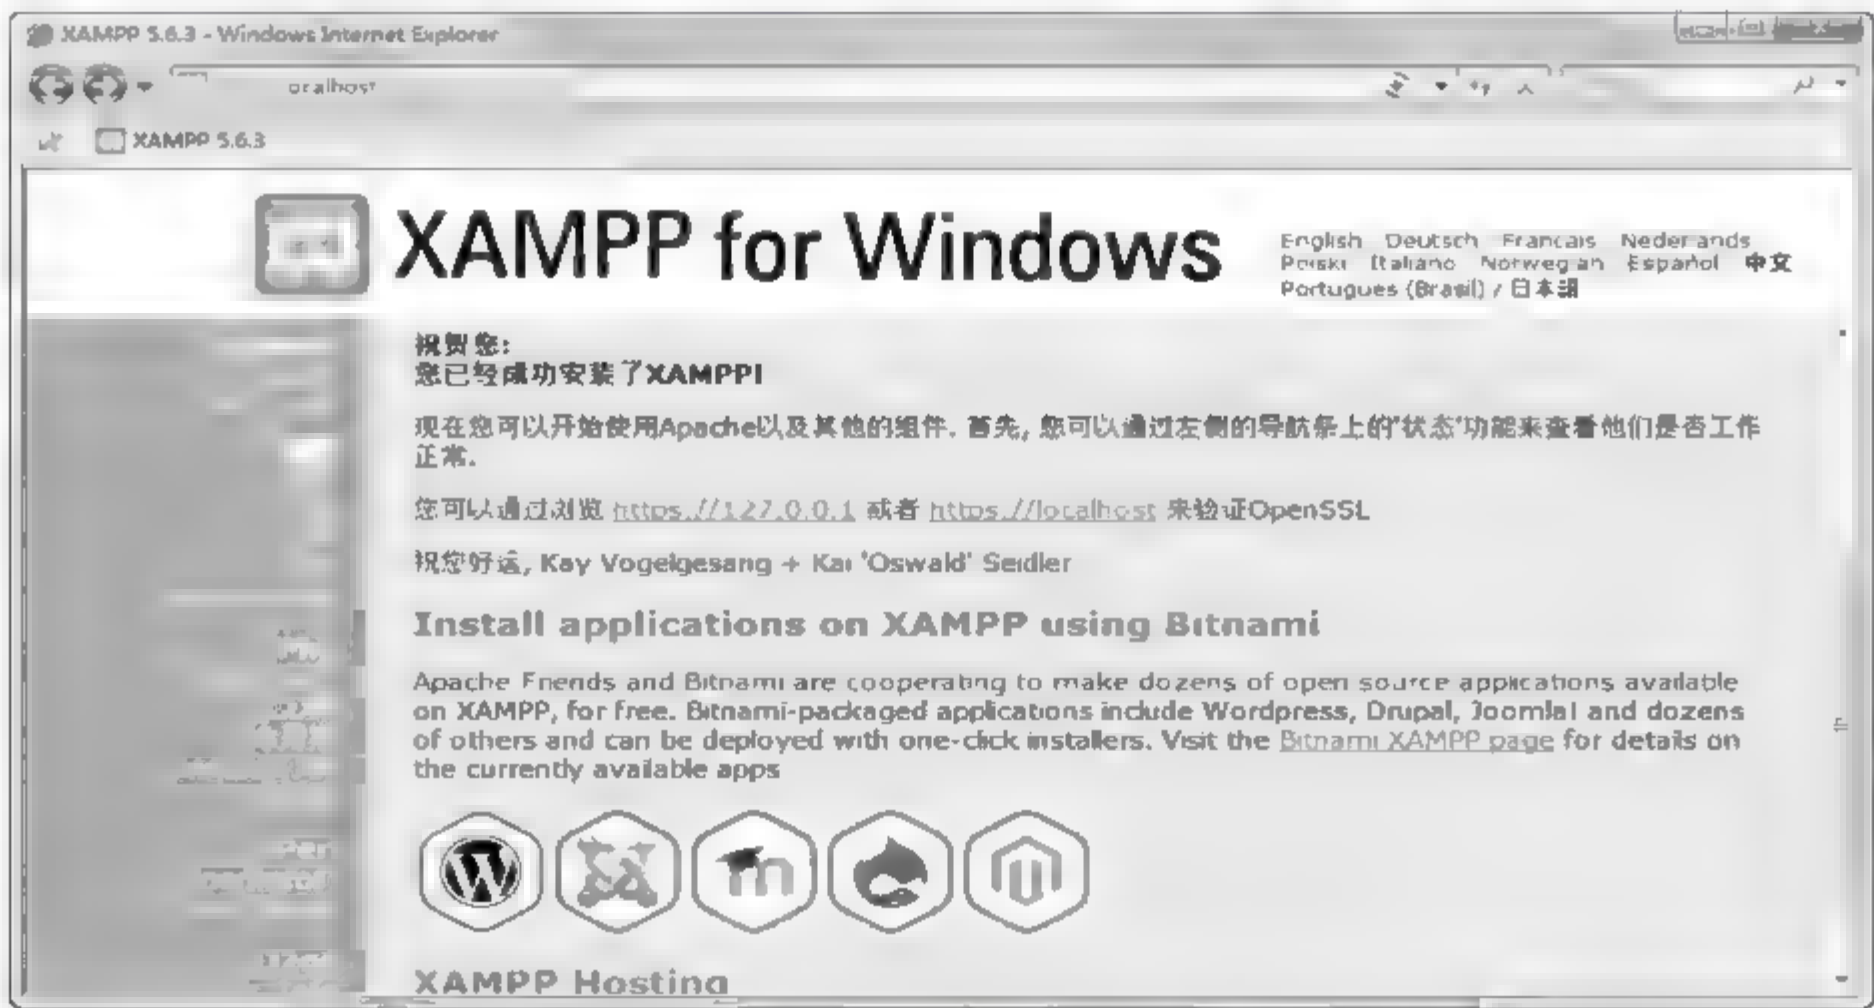 XAMPP 5.6.3 - Windows Internet Explorer
XAMPP 5.6.3
XAMPP for Windows
English Deutsch Francais Nederlands
Polski Italiano Norwegian Español 中文
Portugues (Brasil) / 日本語
祝贺您:
您已经成功安装了XAMPP!
现在您可以开始使用Apache以及其他的组件. 首先, 您可以通过左侧的导航条上的"状态"功能来查看他们是否工作
正常.
您可以通过浏览 https://127.0.0.1 或者 https://localhost 来验证OpenSSL
祝您好运, Kay Vogelgesang + Kai 'Oswald' Seidler
Install applications on XAMPP using Bitnami
Apache Friends and Bitnami are cooperating to make dozens of open source applications available
on XAMPP, for free. Bitnami-packaged applications include Wordpress, Drupal, Joomla! and dozens
of others and can be deployed with one-click installers. Visit the Bitnami XAMPP page for details on
the currently available apps
XAMPP Hosting